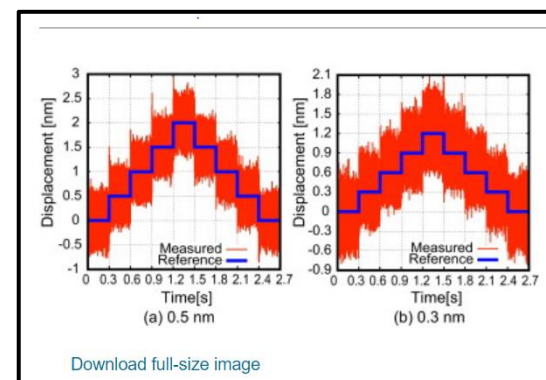 3
2.5
2
1.5
1
0.5
0
-0.5
-1
Displacement [nm]
Measured
Reference
0 0.3 0.6 0.9 1.2 1.5 1.8 2.1 2.4 2.7
Time[s]
(a) 0.5 nm
2.1
1.8
1.5
1.2
0.9
0.6
0.3
0
-0.3
-0.6
-0.9
Displacement [nm]
Measured
Reference
0 0.3 0.6 0.9 1.2 1.5 1.8 2.1 2.4 2.7
Time[s]
(b) 0.3 nm
Download full-size image